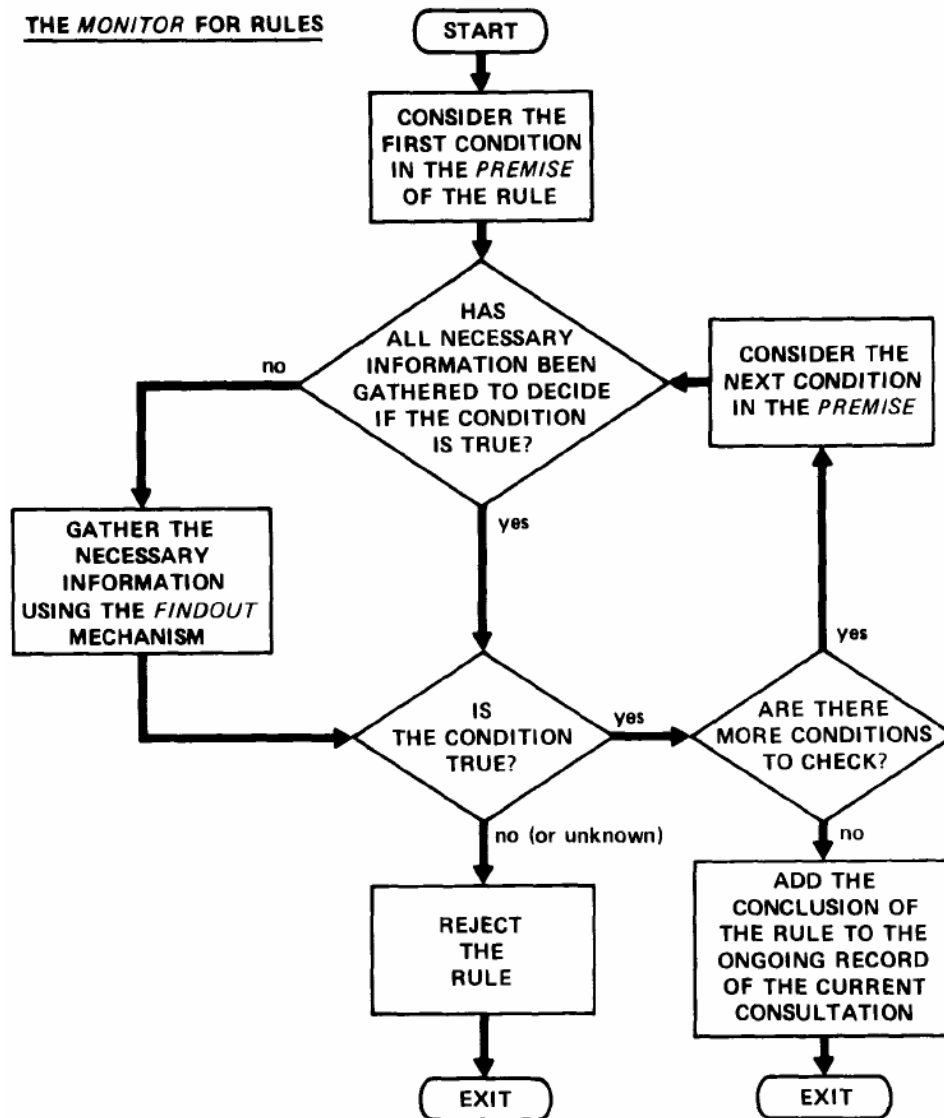 THE MONITOR FOR RULES
START
CONSIDER THE
FIRST CONDITION
IN THE PREMISE
OF THE RULE
HAS
ALL NECESSARY
INFORMATION BEEN
GATHERED TO DECIDE
IF THE CONDITION
IS TRUE?
no
yes
CONSIDER THE
NEXT CONDITION
IN THE PREMISE
GATHER THE
NECESSARY
INFORMATION
USING THE FINDOUT
MECHANISM
IS
THE CONDITION
TRUE?
yes
no (or unknown)
ARE THERE
MORE CONDITIONS
TO CHECK?
yes
no
REJECT
THE
RULE
ADD THE
CONCLUSION OF
THE RULE TO THE
ONGOING RECORD
OF THE CURRENT
CONSULTATION
EXIT
EXIT